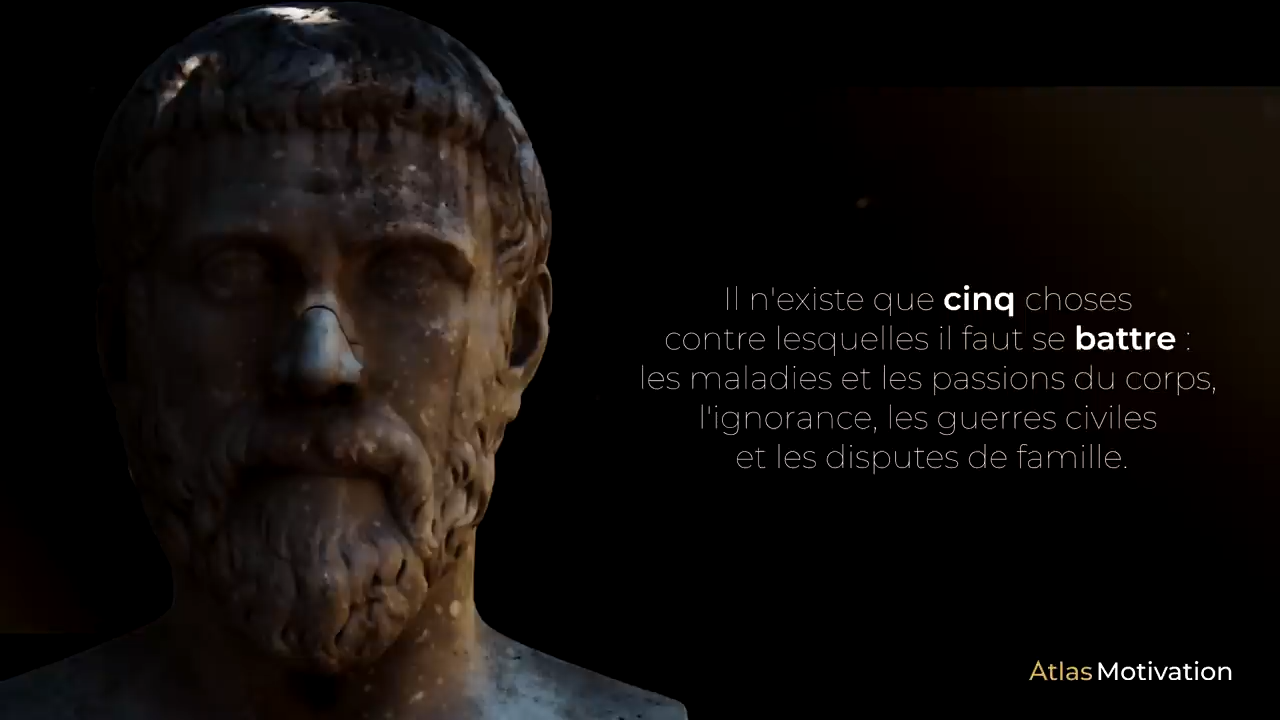 Il n'existe que cinq choses
contre lesquelles il faut se battre :
les maladies et les passions du corps,
l'ignorance, les guerres civiles
et les disputes de famille.
Atlas Motivation